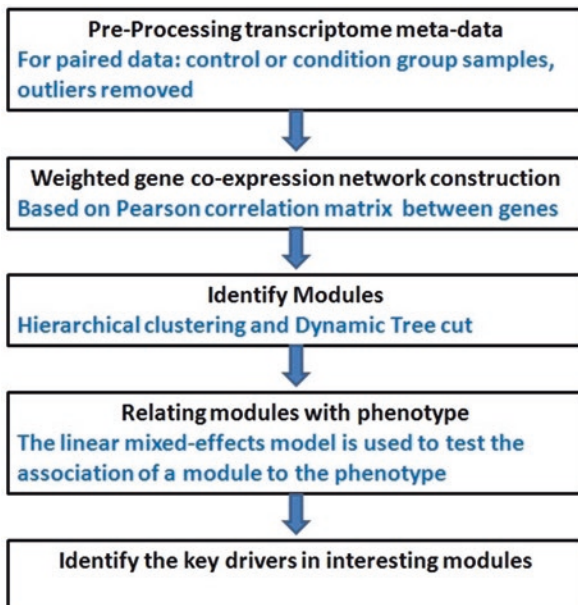 Pre-Processing transcriptome meta-data
For paired data: control or condition group samples,
outliers removed
Weighted gene co-expression network construction
Based on Pearson correlation matrix between genes
Identify Modules
Hierarchical clustering and Dynamic Tree cut
Relating modules with phenotype
The linear mixed-effects model is used to test the
association of a module to the phenotype
Identify the key drivers in interesting modules